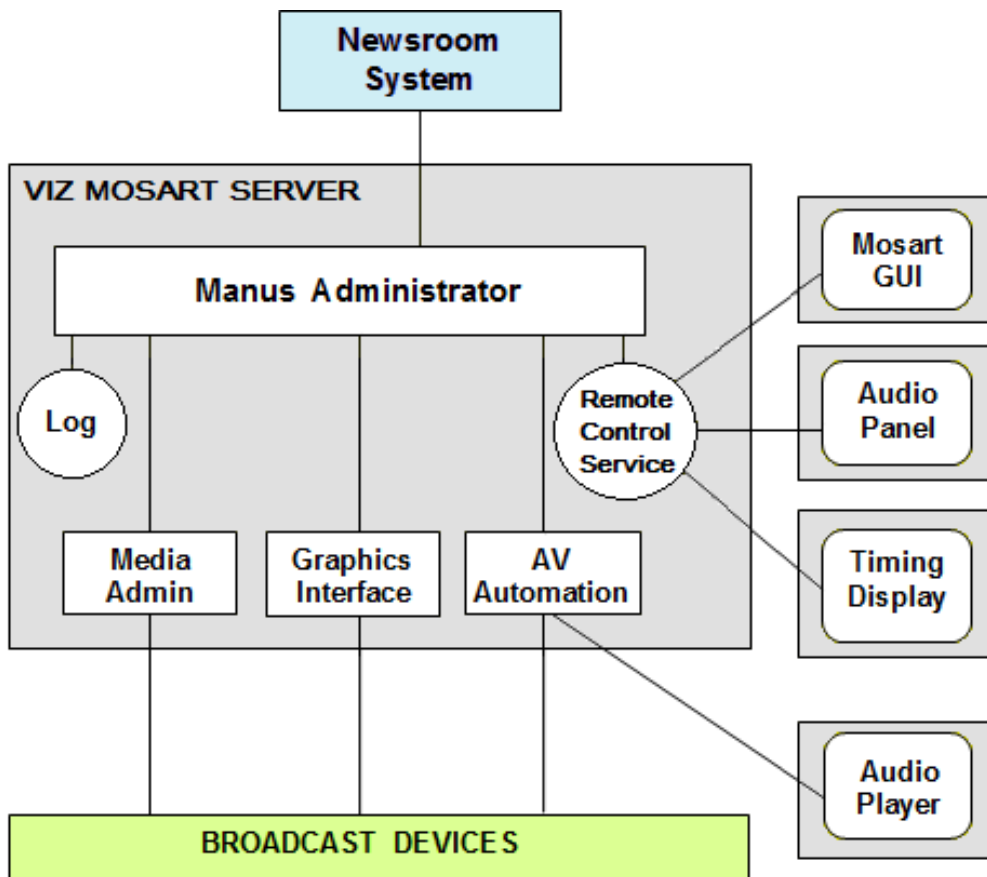 Newsroom
System
VIZ MOSART SERVER
Manus Administrator
Log
Remote
Control
Service
Media
Admin
Graphics
Interface
AV
Automation
Mosart
GUI
Audio
Panel
Timing
Display
Audio
Player
BROADCAST DEVICES